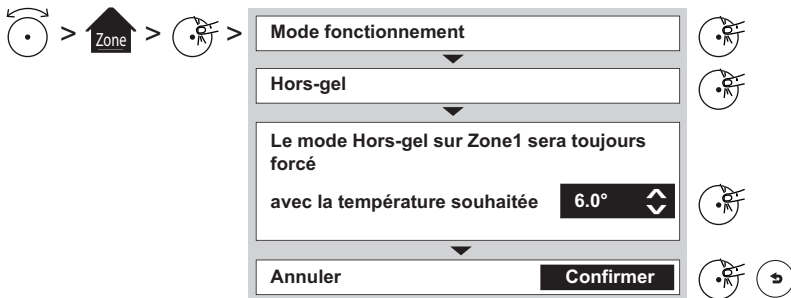 > Zone > >
Mode fonctionnement
Hors-gel
Le mode Hors-gel sur Zone1 sera toujours
forcé
avec la température souhaitée 6.0°
Annuler Confirmer